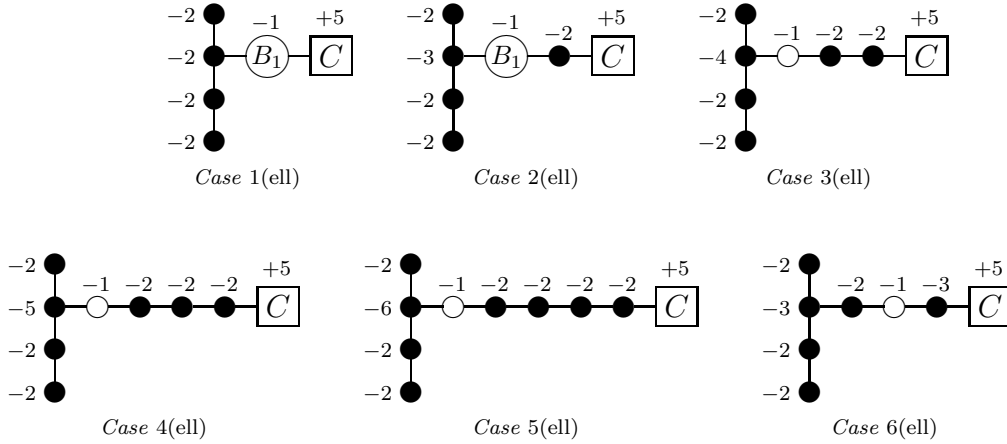 −2 −1 +5
−2 B₁ C
−2
−2
Case 1(ell)
−2 −1 −2 +5
−3 B₁ C
−2
−2
Case 2(ell)
−2 −1 −2 −2 +5
−4 C
−2
−2
Case 3(ell)
−2 −1 −2 −2 −2 +5
−5 C
−2
−2
Case 4(ell)
−2 −1 −2 −2 −2 −2 +5
−6 C
−2
−2
Case 5(ell)
−2 −2 −1 −3 +5
−3 C
−2
−2
Case 6(ell)